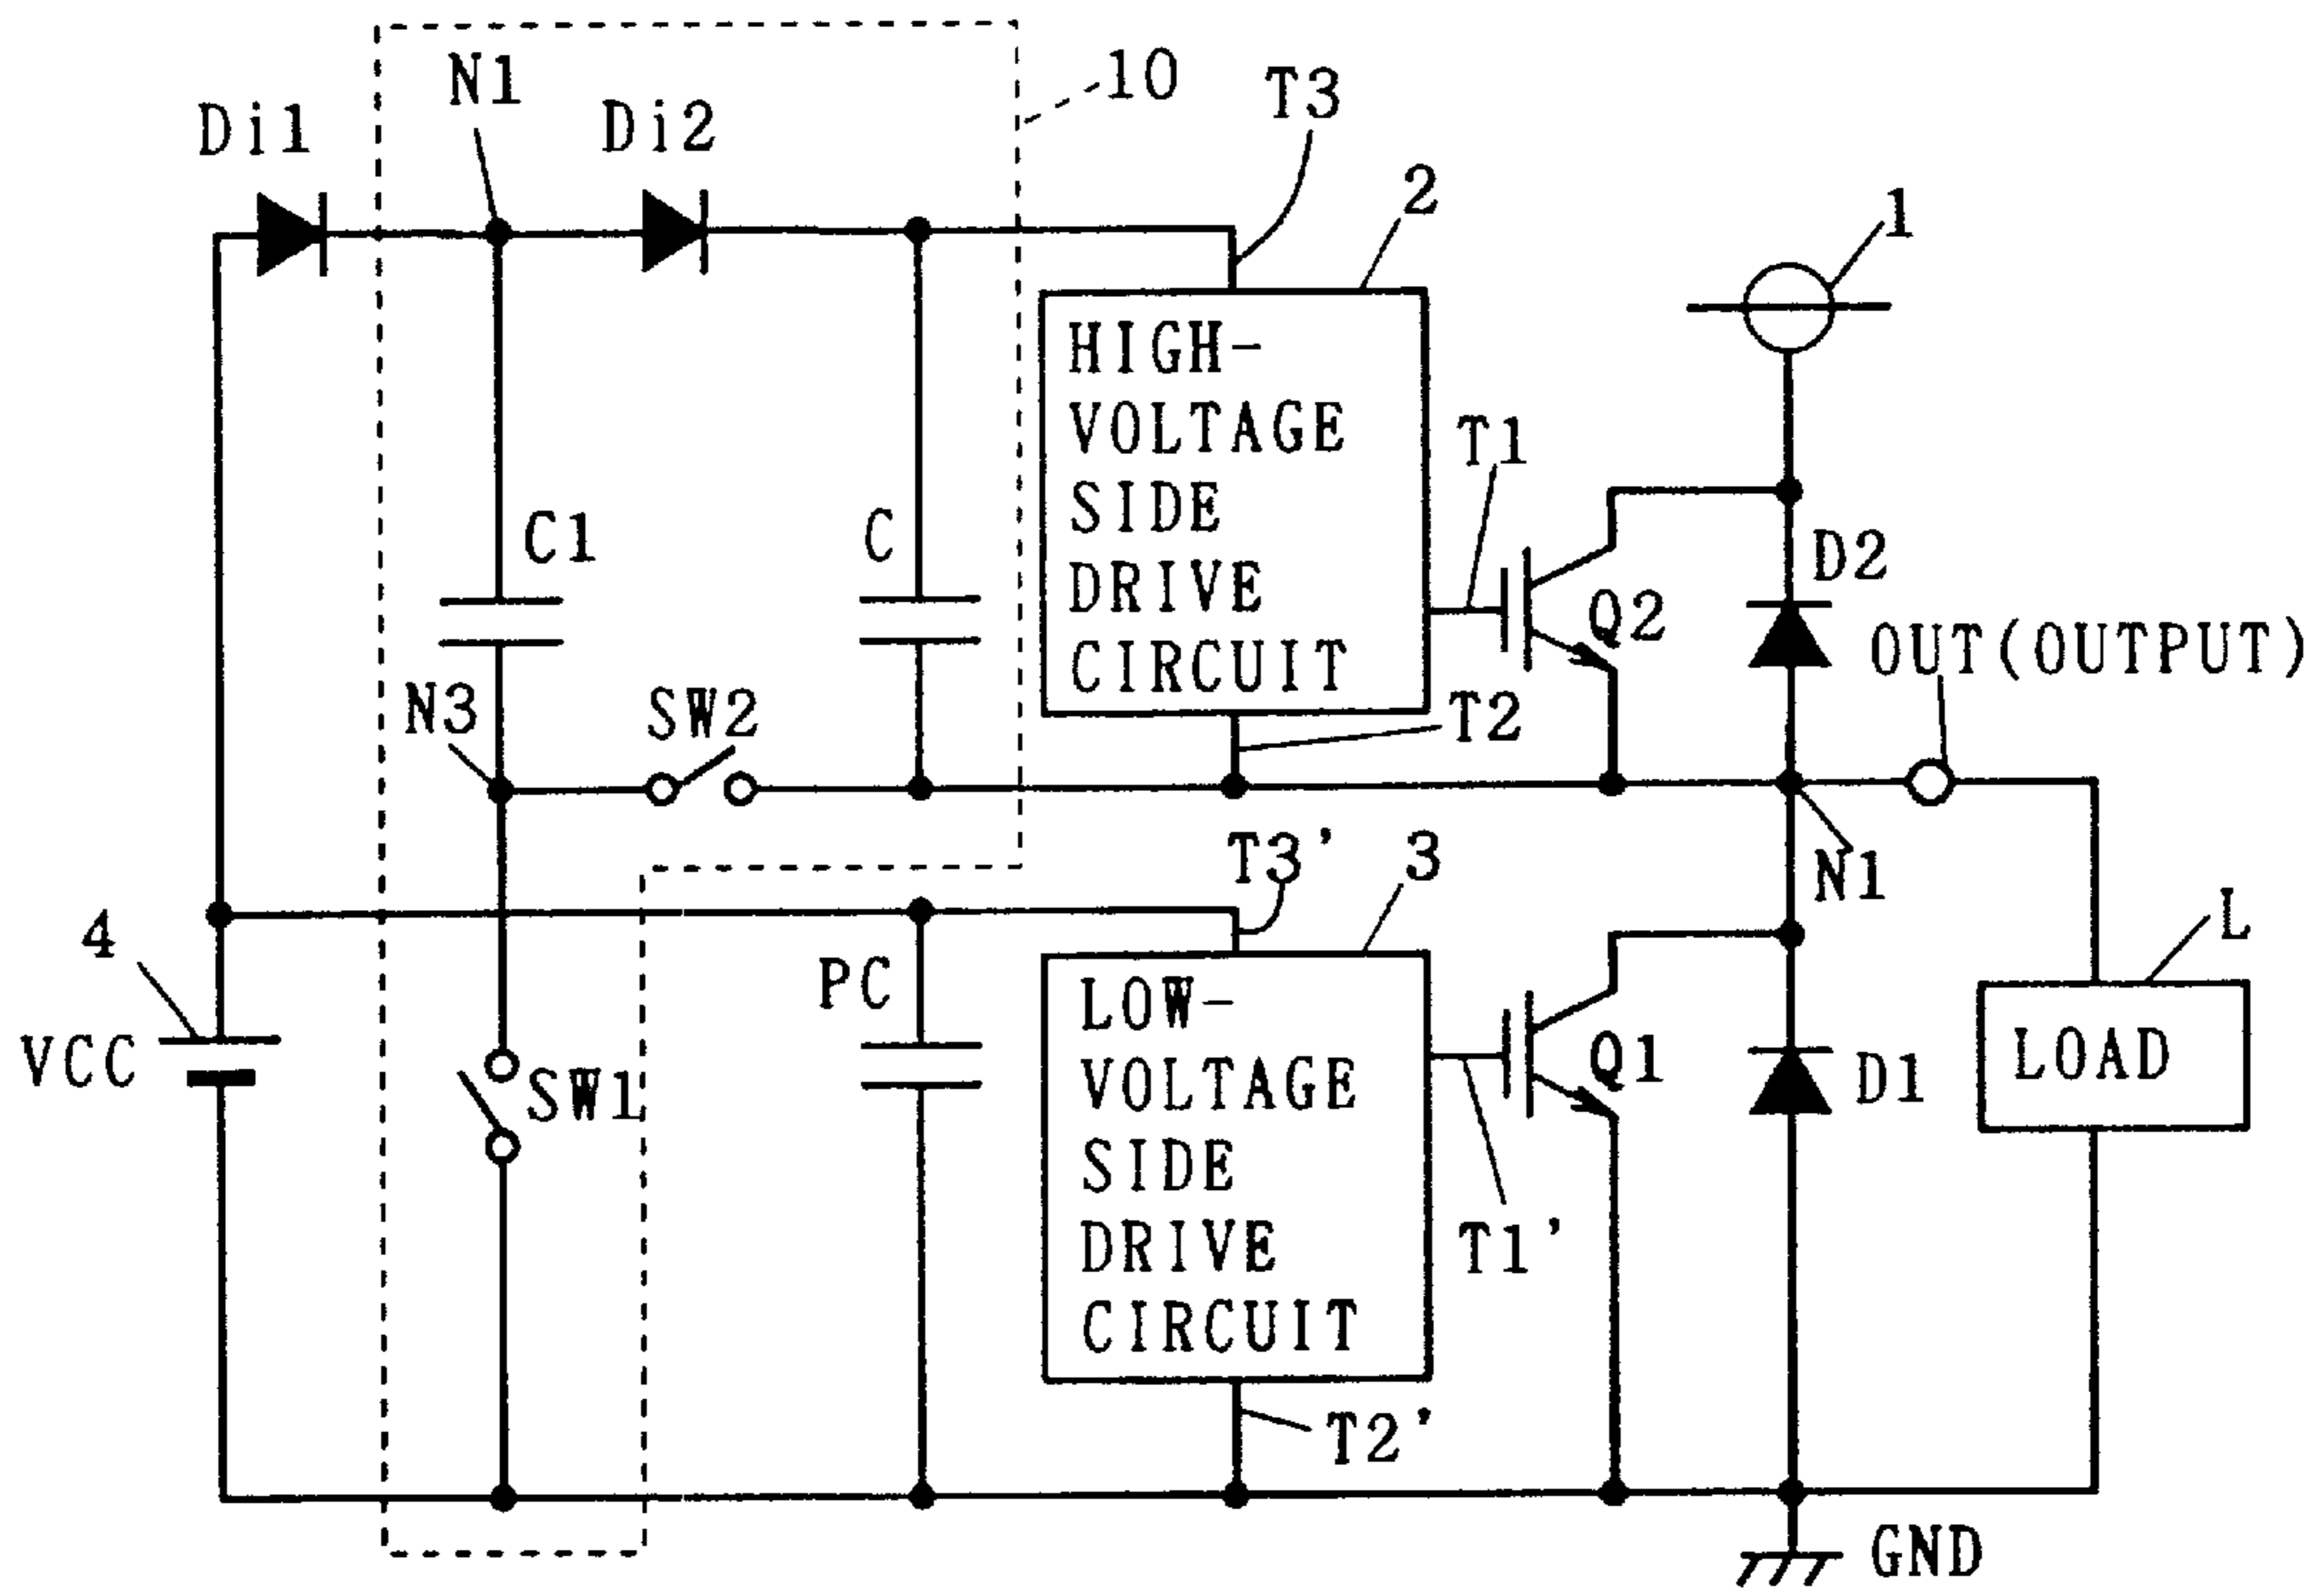 N1
10
T3
Di1
Di2
2
1
HIGH-
VOLTAGE
SIDE
DRIVE
CIRCUIT
T1
C1
C
D2
Q2
OUT(OUTPUT)
N3
SW2
T2
T3'
3
N1
4
L
PC
LOW-
VOLTAGE
SIDE
DRIVE
CIRCUIT
VCC
SW1
Q1
D1
LOAD
T1'
T2'
GND